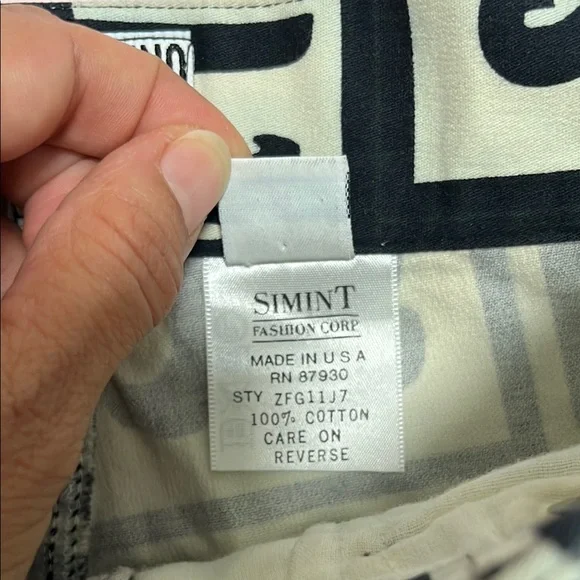 SIMINT
FASHION CORP
MADE IN U S A
RN 87930
STY ZFG11J7
100% COTTON
CARE ON
REVERSE